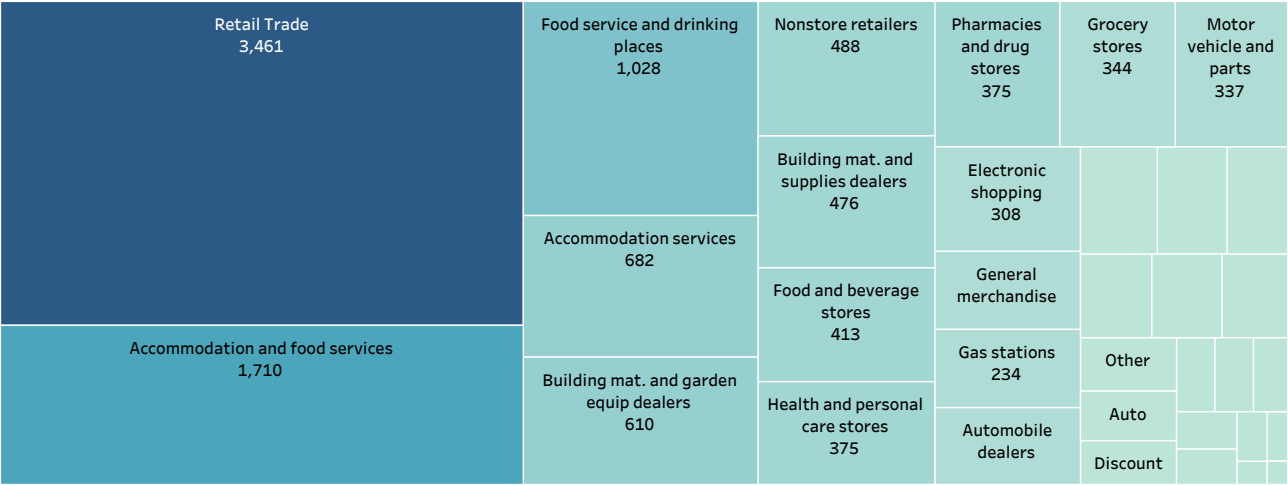 Retail Trade
3,461
Accommodation and food services
1,710
Food service and drinking
places
1,028
Accommodation services
682
Building mat. and garden
equip dealers
610
Nonstore retailers
488
Building mat. and
supplies dealers
476
Food and beverage
stores
413
Health and personal
care stores
375
Pharmacies
and drug
stores
375
Grocery
stores
344
Motor
vehicle and
parts
337
Electronic
shopping
308
General
merchandise
Gas stations
234
Automobile
dealers
Other
Auto
Discount